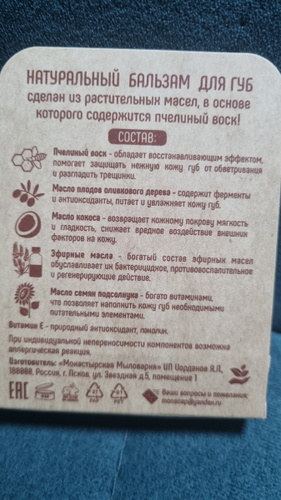 НАТУРАЛЬНЫЙ БАЛЬЗАМ ДЛЯ ГУБ
сделан из растительных масел, в основе
которого содержится пчелиный воск!
СОСТАВ:
Пчелиный воск - обладает восстанавливающим эффектом,
помогает защищать нежную кожу губ от обветривания
и разгладить трещинки.
Масло плодов оливкового дерева - содержит ферменты
и антиоксиданты, питает и увлажняет кожу губ.
Масло кокоса - возвращает кожному покрову мягкость
и гладкость, снижает вредное воздействие внешних
факторов на кожу.
Эфирные масла - Богатый состав эфирных масел
обуславливает их бактерицидное, противовоспалительное
и регенерирующее действие.
Масло семян подсолнуха - богато витаминами,
что позволяет наполнить кожу губ необходимыми
питательными элементами.
Витамин Е - природный антиоксидант, ланолин.
При индивидуальной непереносимости компонентов возможна
аллергическая реакция.
Изготовитель: «Монастырская Мыловарня» ИП Иорданов Я.Л,
180000, Россия, г. Псков, ул. Звездная д.5, помещение 1
EAC
Ваши вопросы и пожелания: